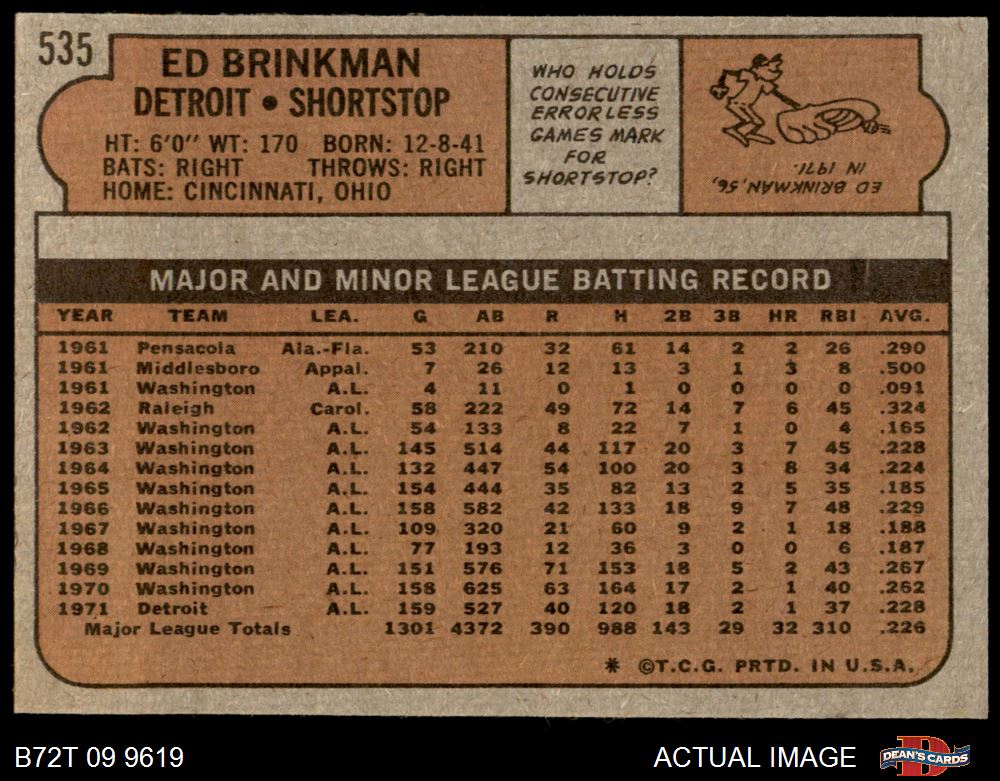 535
ED BRINKMAN
DETROIT • SHORTSTOP
HT: 6'0" WT: 170 BORN: 12-8-41
BATS: RIGHT THROWS: RIGHT
HOME: CINCINNATI, OHIO
WHO HOLDS
CONSECUTIVE
ERRORLESS
GAMES MARK
FOR
SHORTSTOP?
ED BRINKMAN, 56,
IN 1971.
MAJOR AND MINOR LEAGUE BATTING RECORD
YEAR TEAM LEA. G AB R H 2B 3B HR RBI AVG.
1961 Pensacola Ala.-Fla. 53 210 32 61 14 2 2 26 .290
1961 Middlesboro Appal. 7 26 12 13 3 1 3 8 .500
1961 Washington A.L. 4 11 0 1 0 0 0 0 .091
1962 Raleigh Carol. 58 222 49 72 14 7 6 45 .324
1962 Washington A.L. 54 133 8 22 7 1 0 4 .165
1963 Washington A.L. 145 514 44 117 20 3 7 45 .228
1964 Washington A.L. 132 447 54 100 20 3 8 34 .224
1965 Washington A.L. 154 444 35 82 13 2 5 35 .185
1966 Washington A.L. 158 582 42 133 18 9 7 48 .229
1967 Washington A.L. 109 320 21 60 9 2 1 18 .188
1968 Washington A.L. 77 193 12 36 3 0 0 6 .187
1969 Washington A.L. 151 576 71 153 18 5 2 43 .267
1970 Washington A.L. 158 625 63 164 17 2 1 40 .262
1971 Detroit A.L. 159 527 40 120 18 2 1 37 .228
Major League Totals 1301 4372 390 988 143 29 32 310 .226
* ©T.C.G. PRTD. IN U.S.A.
B72T 09 9619 ACTUAL IMAGE D DEAN'S CARDS